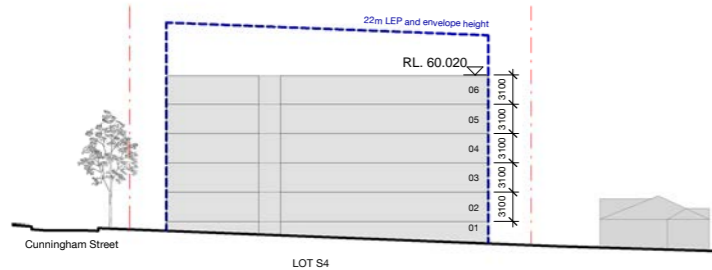 22m LEP and envelope height
RL. 60.020
06
3100
05
3100
04
3100
03
3100
02
3100
01
Cunningham Street
LOT S4